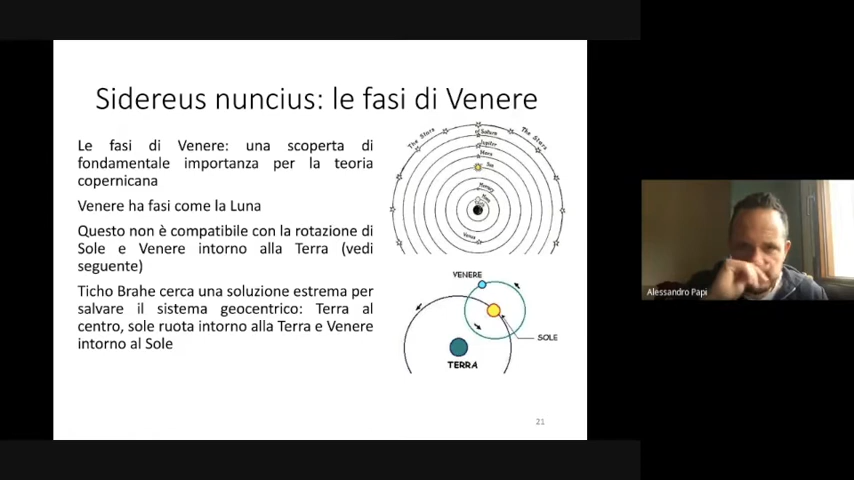 Sidereus nuncius: le fasi di Venere
Le fasi di Venere: una scoperta di
fondamentale importanza per la teoria
copernicana
Venere ha fasi come la Luna
Questo non è compatibile con la rotazione di
Sole e Venere intorno alla Terra (vedi
seguente)
Ticho Brahe cerca una soluzione estrema per
salvare il sistema geocentrico: Terra al
centro, sole ruota intorno alla Terra e Venere
intorno al Sole
The Stars
The Stars
of Saturn
Jupiter
Mars
Sun
Mercury
Moon
Venus
VENERE
SOLE
TERRA
21
Alessandro Papi